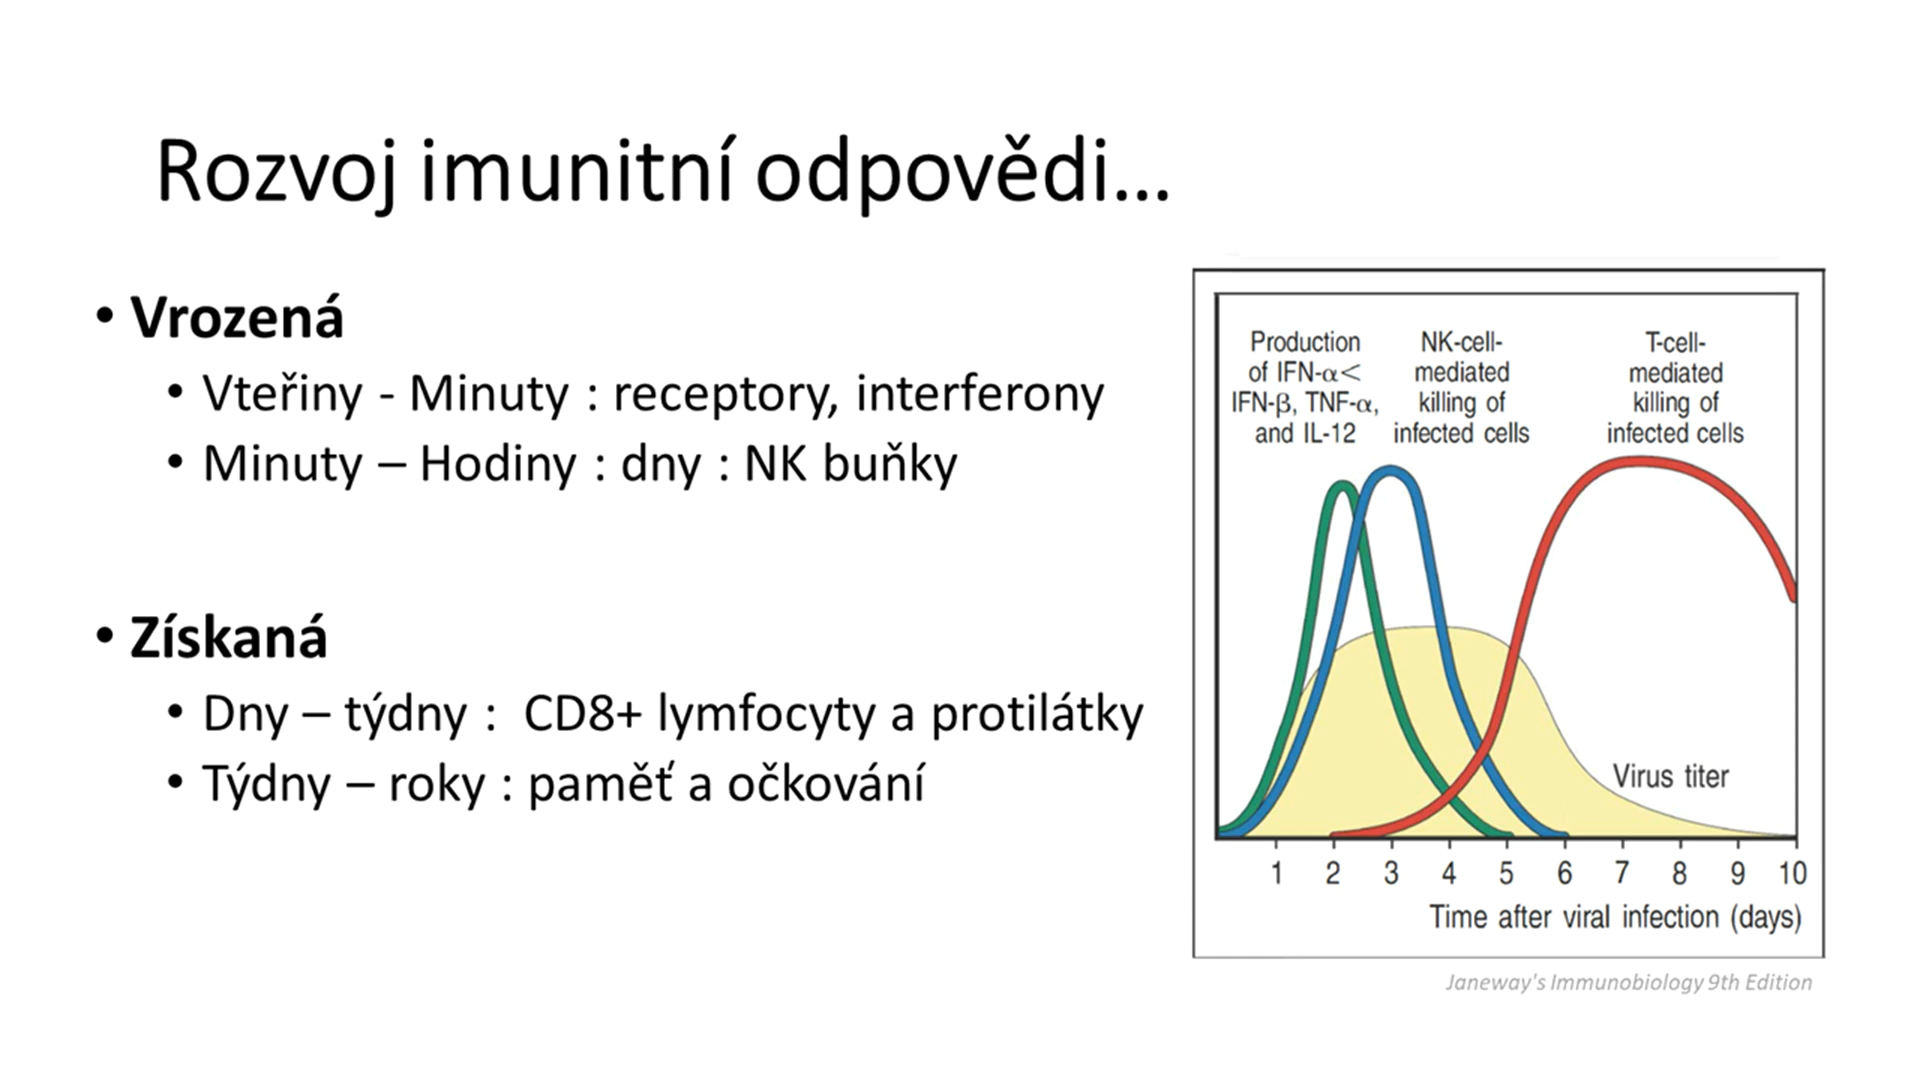 Rozvoj imunitní odpovědi...
• Vrozená
• Vteřiny - Minuty : receptory, interferony
• Minuty – Hodiny : dny : NK buňky
• Získaná
• Dny – týdny :  CD8+ lymfocyty a protilátky
• Týdny – roky : paměť a očkování
Production
of IFN-α<
IFN-β, TNF-α,
and IL-12
NK-cell-
mediated
killing of
infected cells
T-cell-
mediated
killing of
infected cells
Virus titer
1 2 3 4 5 6 7 8 9 10
Time after viral infection (days)
Janeway's Immunobiology 9th Edition